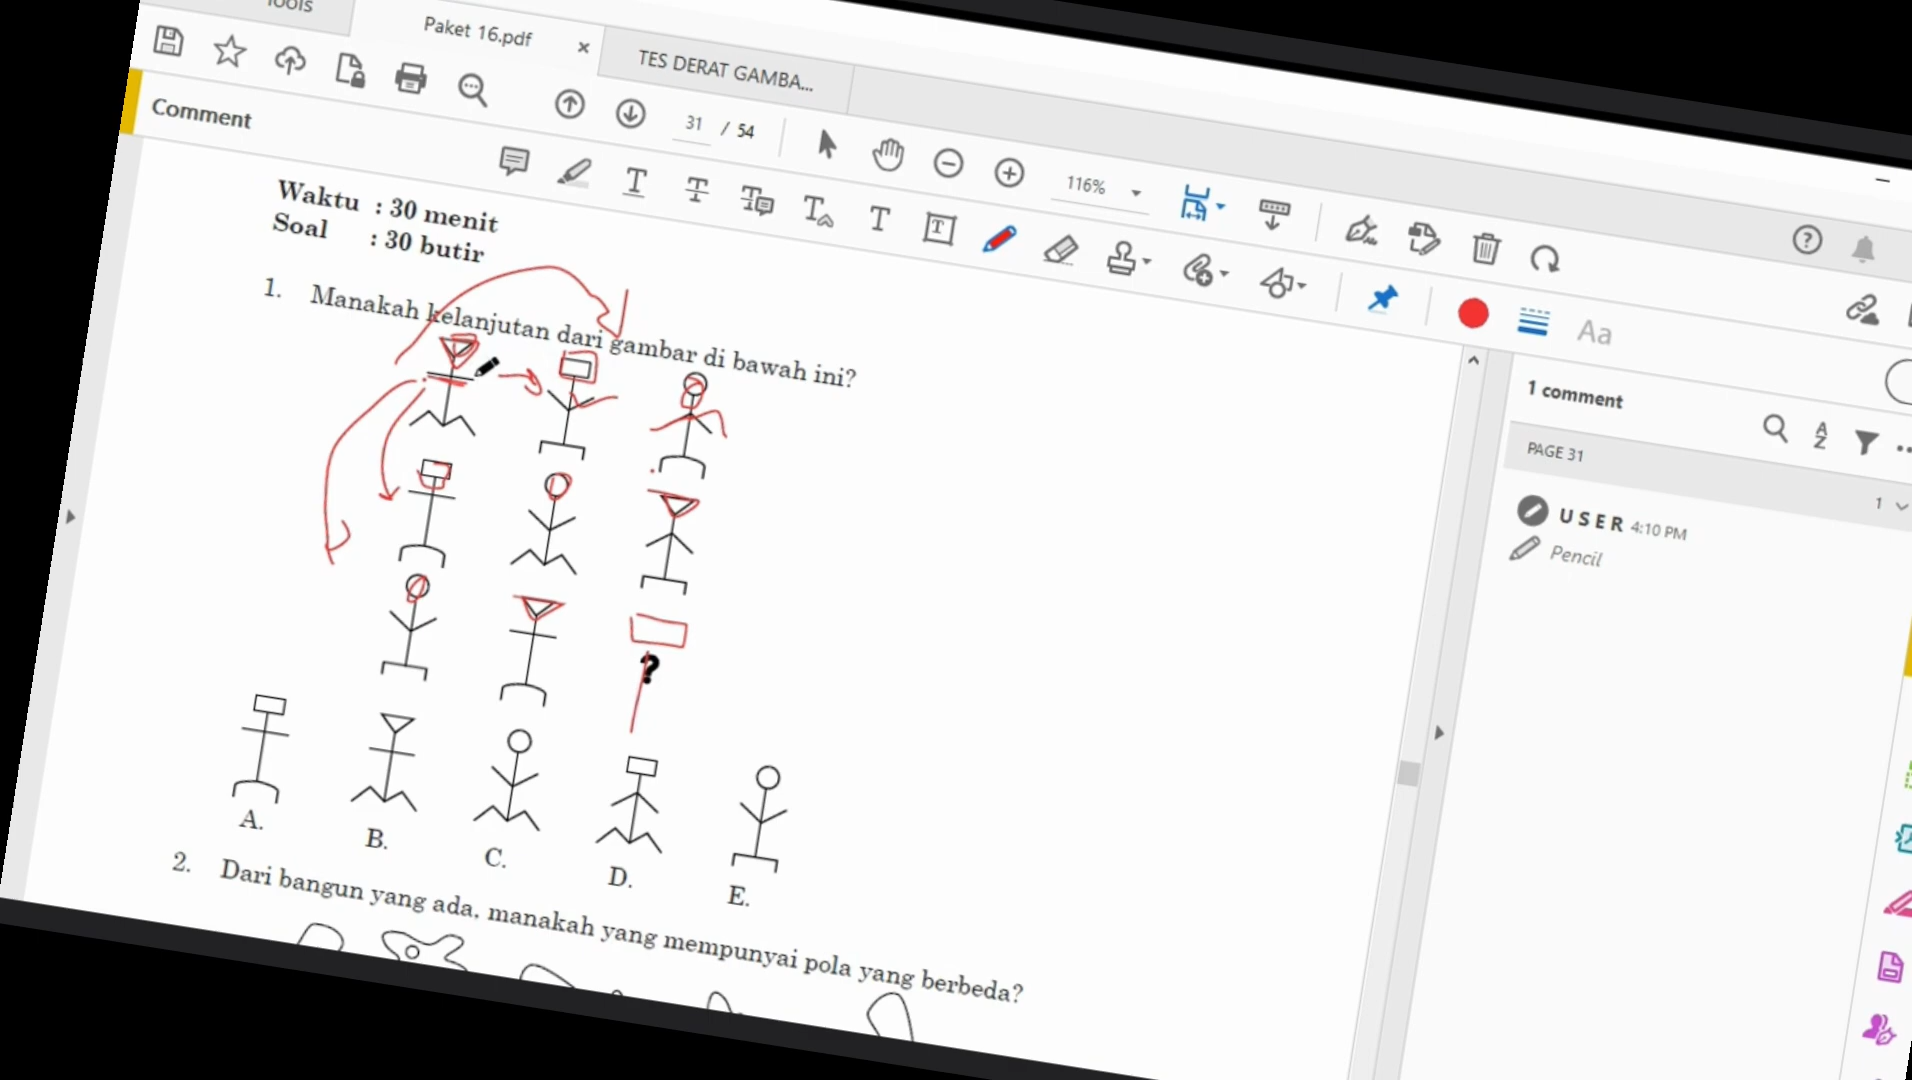 Tools
Paket 16.pdf
TES DERAT GAMBA...
31 / 54
116%
Comment
Aa
Waktu : 30 menit
Soal : 30 butir
1. Manakah kelanjutan dari gambar di bawah ini?
?
A. B. C. D. E.
2. Dari bangun yang ada, manakah yang mempunyai pola yang berbeda?
1 comment
PAGE 31
1
USER 4:10 PM
Pencil